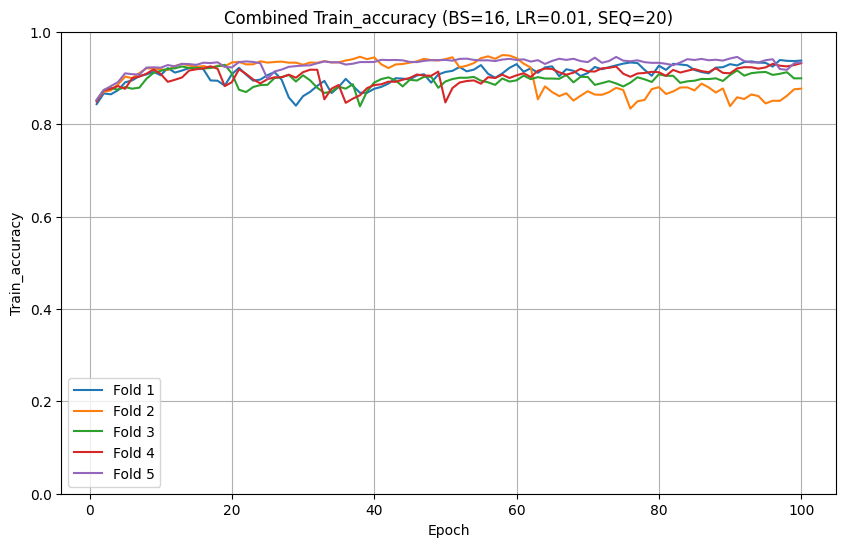 Combined Train_accuracy (BS=16, LR=0.01, SEQ=20)
1.0
0.8
0.6
0.4
0.2
0.0
Train_accuracy
Fold 1
Fold 2
Fold 3
Fold 4
Fold 5
0
20
40
60
80
100
Epoch